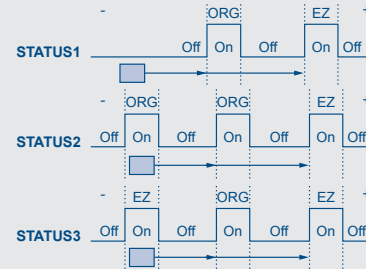 - ORG EZ +
STATUS1 Off On Off On Off
- ORG ORG EZ +
STATUS2 Off On Off On Off On Off
- EZ ORG EZ +
STATUS3 Off On Off On Off On Off